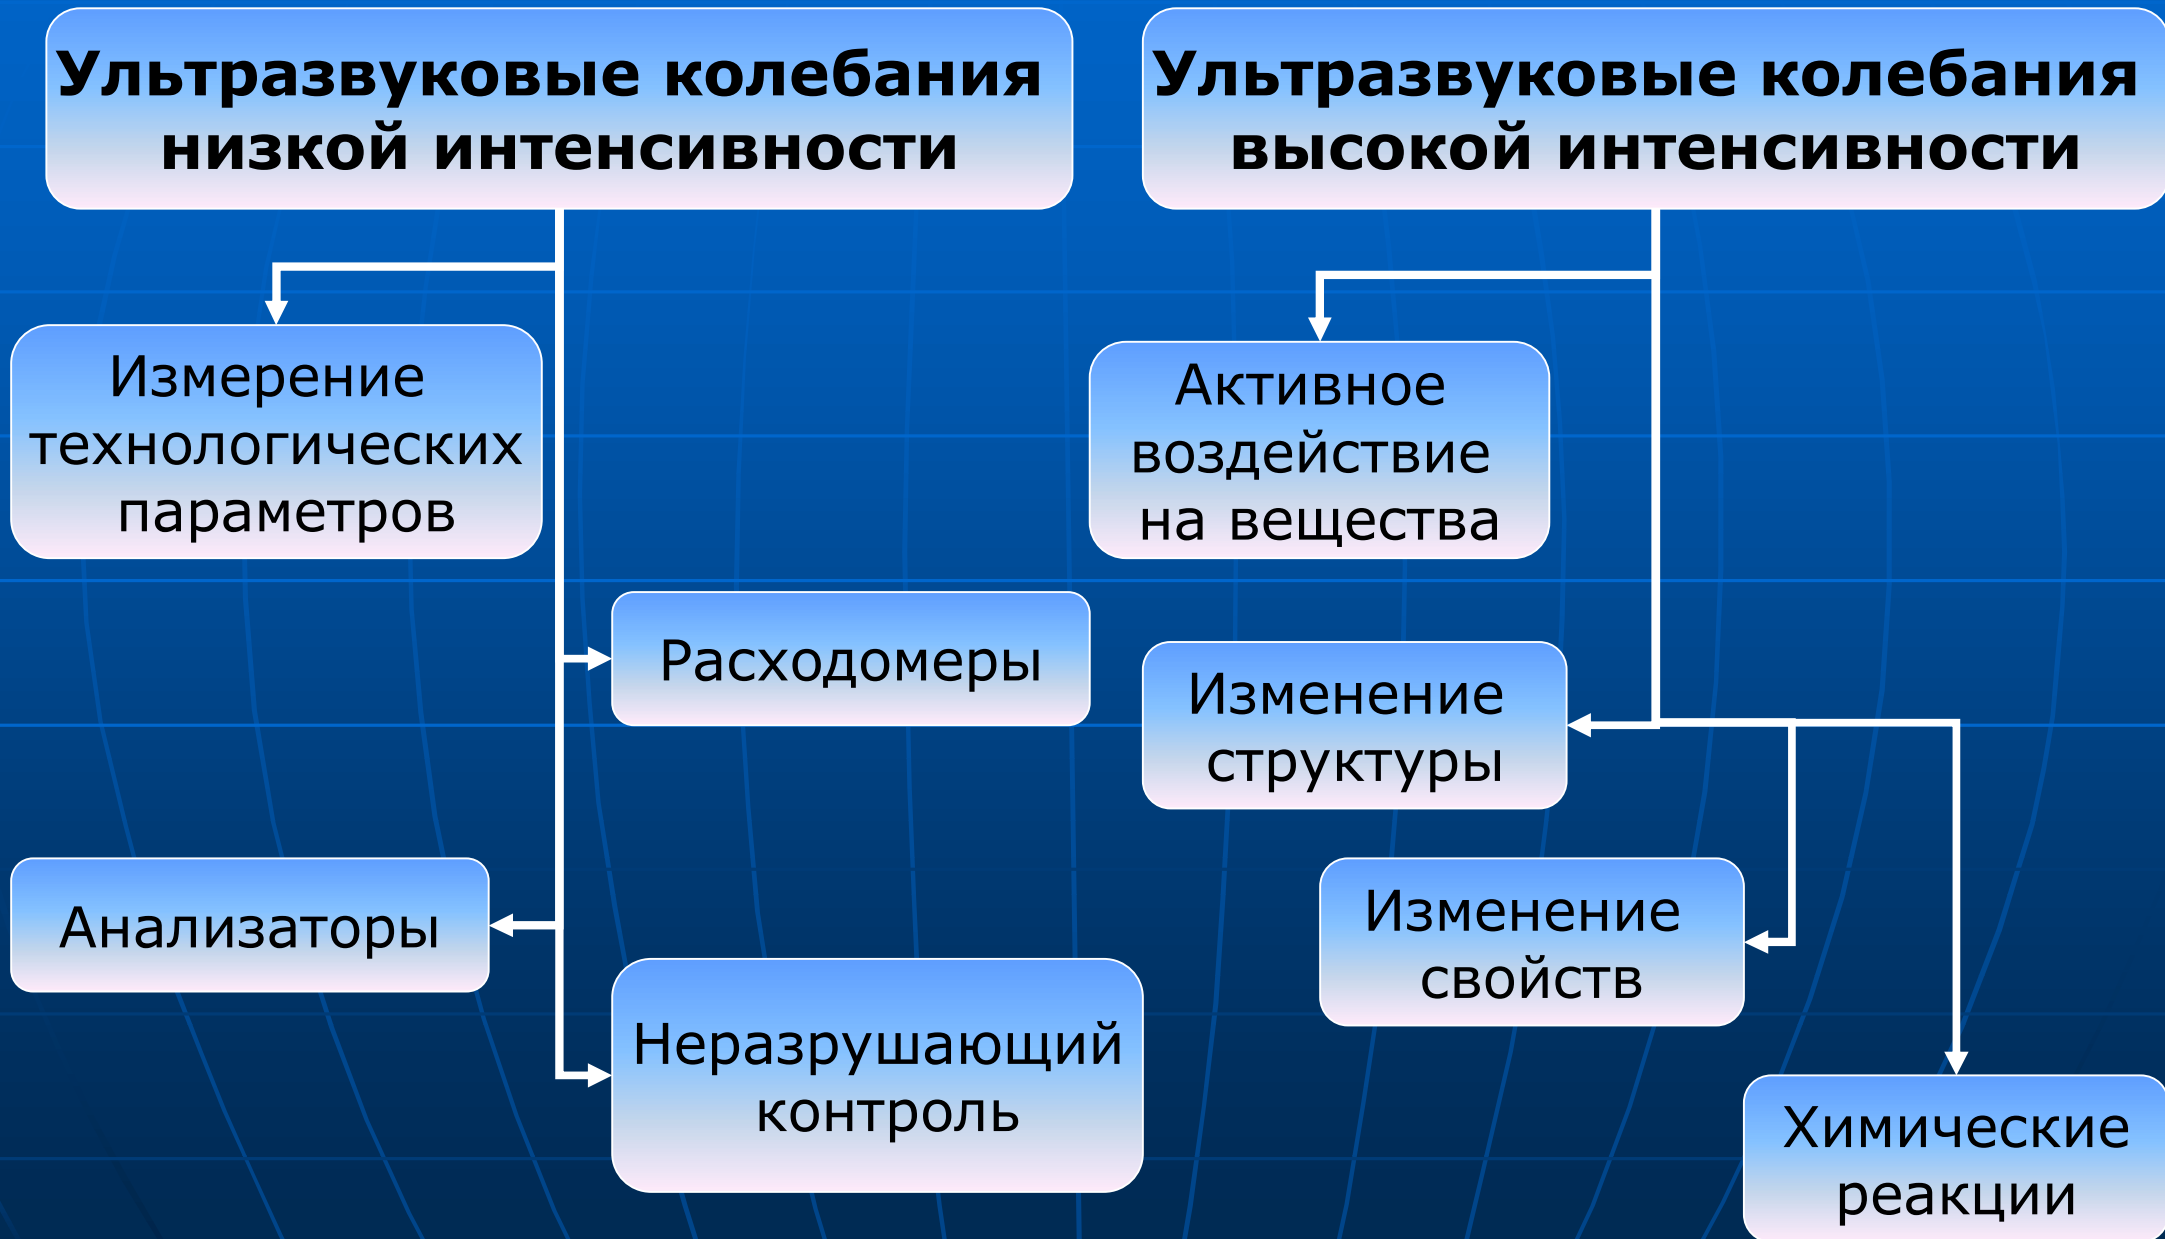 Ультразвуковые колебания
низкой интенсивности
Ультразвуковые колебания
высокой интенсивности
Измерение
технологических
параметров
Активное
воздействие
на вещества
Расходомеры
Изменение
структуры
Анализаторы
Изменение
свойств
Неразрушающий
контроль
Химические
реакции